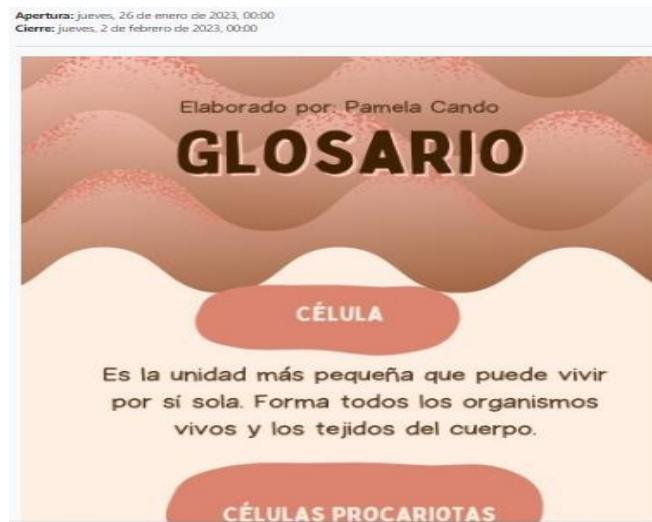 Apertura: jueves, 26 de enero de 2023, 00:00
Cierre: jueves, 2 de febrero de 2023, 00:00
Elaborado por: Pamela Cando
GLOSARIO
CÉLULA
Es la unidad más pequeña que puede vivir
por sí sola. Forma todos los organismos
vivos y los tejidos del cuerpo.
CÉLULAS PROCARIOTAS